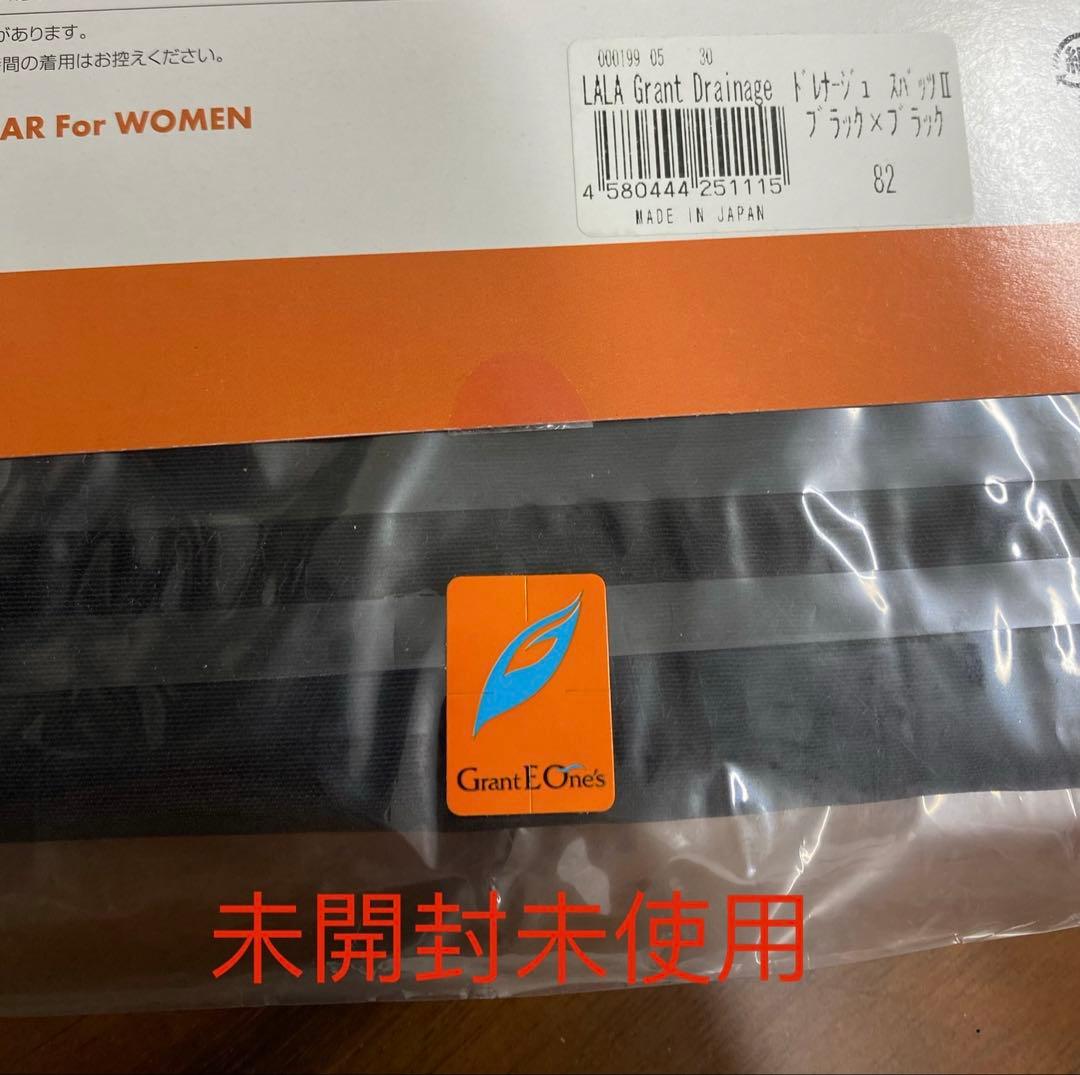 があります。
間の着用はお控えください。
AR For WOMEN
000199 05 30
LALA Grant Drainage ﾄﾞﾚﾅｰｼﾞｭ ｽﾊﾟｯﾂⅡ
ﾌﾞﾗｯｸ×ﾌﾞﾗｯｸ
4 580444 251115
82
MADE IN JAPAN
Grant E One's
未開封未使用